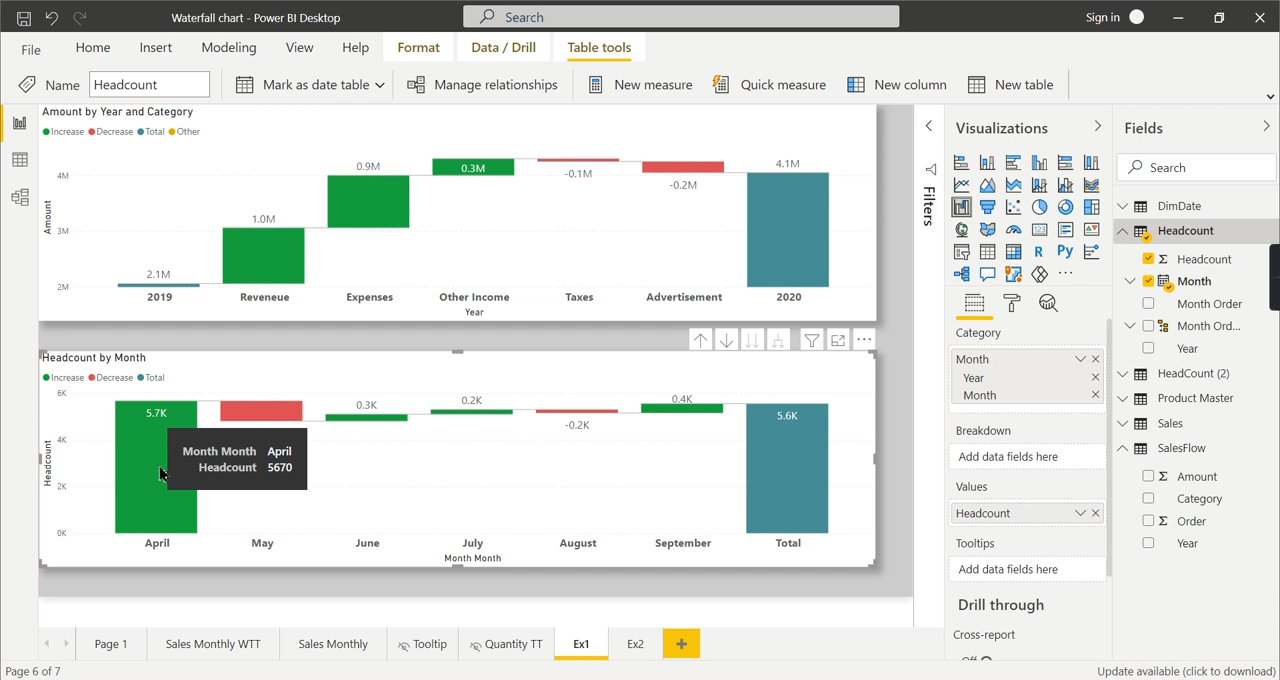 Waterfall chart - Power BI Desktop
Search
Sign in
File
Home
Insert
Modeling
View
Help
Format
Data / Drill
Table tools
Name
Headcount
Mark as date table
Manage relationships
New measure
Quick measure
New column
New table
Amount by Year and Category
Increase Decrease Total Other
4M
3M
2M
Amount
2.1M
1.0M
0.9M
0.3M
-0.1M
-0.2M
4.1M
2019 Reveneue Expenses Other Income Taxes Advertisement 2020
Year
Headcount by Month
Increase Decrease Total
6K
4K
2K
0K
Headcount
5.7K
0.3K
0.2K
-0.2K
0.4K
5.6K
Month Month April
Headcount 5670
April May June July August September Total
Month Month
Filters
Visualizations
R
Py
123
Category
Month
Year
Month
Breakdown
Add data fields here
Values
Headcount
Tooltips
Add data fields here
Drill through
Cross-report
Fields
Search
DimDate
Headcount
Headcount
Month
Month Order
Month Ord...
Year
HeadCount (2)
Product Master
Sales
SalesFlow
Amount
Category
Order
Year
Page 1
Sales Monthly WTT
Sales Monthly
Tooltip
Quantity TT
Ex1
Ex2
Page 6 of 7
Update available (click to download)